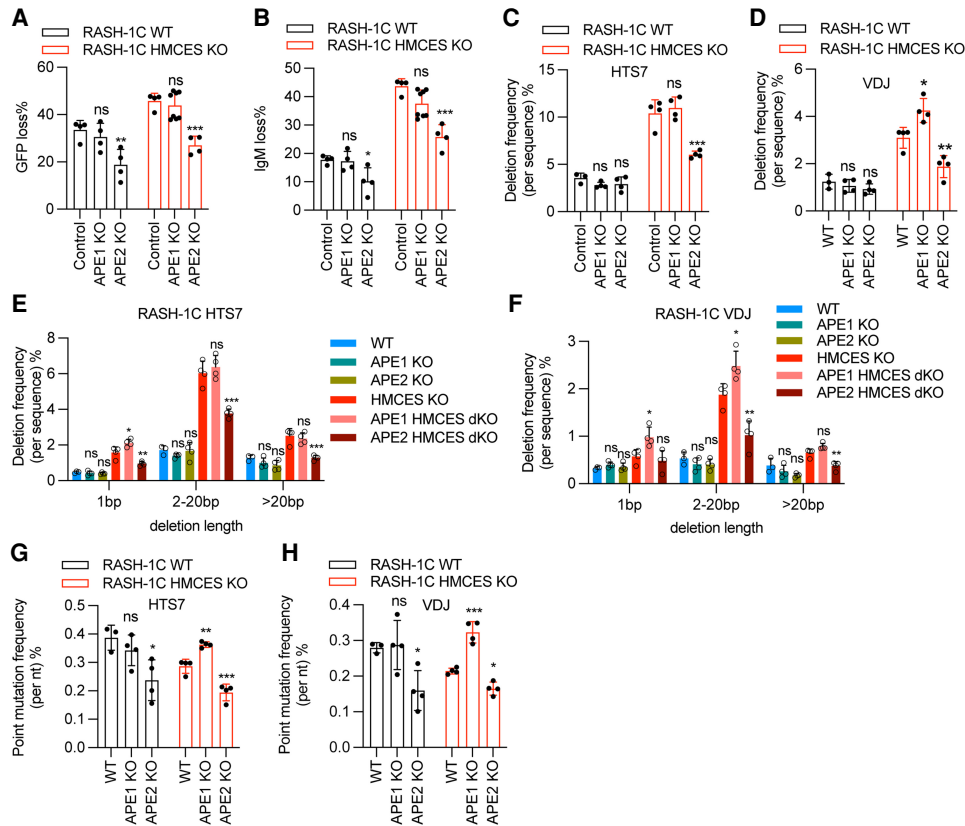 A
RASH-1C WT
RASH-1C HMCES KO
GFP loss%
60
40
20
0
ns
**
ns
***
Control
APE1 KO
APE2 KO
Control
APE1 KO
APE2 KO
B
RASH-1C WT
RASH-1C HMCES KO
IgM loss%
50
40
30
20
10
0
ns
*
ns
***
Control
APE1 KO
APE2 KO
Control
APE1 KO
APE2 KO
C
RASH-1C WT
RASH-1C HMCES KO
HTS7
Deletion frequency
(per sequence) %
15
10
5
0
ns
ns
ns
***
Control
APE1 KO
APE2 KO
Control
APE1 KO
APE2 KO
D
RASH-1C WT
RASH-1C HMCES KO
VDJ
Deletion frequency
(per sequence) %
6
4
2
0
ns
ns
*
**
WT
APE1 KO
APE2 KO
WT
APE1 KO
APE2 KO
E
RASH-1C HTS7
Deletion frequency
(per sequence) %
8
6
4
2
0
ns
ns
*
**
ns
ns
ns
***
ns
ns
ns
***
1bp
2-20bp
>20bp
deletion length
WT
APE1 KO
APE2 KO
HMCES KO
APE1 HMCES dKO
APE2 HMCES dKO
F
RASH-1C VDJ
Deletion frequency
(per sequence) %
3
2
1
0
ns
ns
*
ns
ns
ns
*
**
ns
ns
ns
**
1bp
2-20bp
>20bp
deletion length
WT
APE1 KO
APE2 KO
HMCES KO
APE1 HMCES dKO
APE2 HMCES dKO
G
RASH-1C WT
RASH-1C HMCES KO
HTS7
Point mutation frequency
(per nt) %
0.5
0.4
0.3
0.2
0.1
0.0
ns
*
**
***
WT
APE1 KO
APE2 KO
WT
APE1 KO
APE2 KO
H
RASH-1C WT
RASH-1C HMCES KO
VDJ
Point mutation frequency
(per nt) %
0.4
0.3
0.2
0.1
0.0
ns
*
***
*
WT
APE1 KO
APE2 KO
WT
APE1 KO
APE2 KO